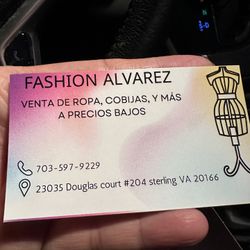 FASHION ALVAREZ
VENTA DE ROPA, COBIJAS, Y MÁS
A PRECIOS BAJOS
703-597-9229
23035 Douglas court #204 sterling VA 20166